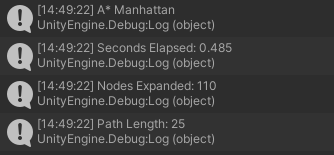 [14:49:22] A* Manhattan
UnityEngine.Debug:Log (object)
[14:49:22] Seconds Elapsed: 0.485
UnityEngine.Debug:Log (object)
[14:49:22] Nodes Expanded: 110
UnityEngine.Debug:Log (object)
[14:49:22] Path Length: 25
UnityEngine.Debug:Log (object)